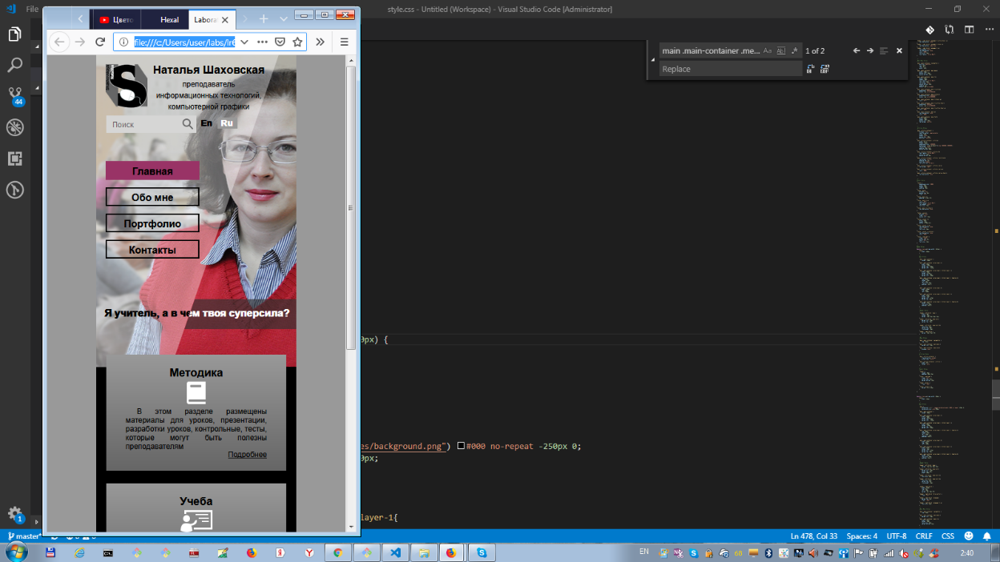 File
style.css - Untitled (Workspace) - Visual Studio Code [Administrator]
Цвето
Hexal
Labora
file:///c:/Users/user/labs/lr6
main .main-container .me...
1 of 2
Replace
Наталья Шаховская
преподаватель
информационных технологий,
компьютерной графики
Поиск
En
Ru
Главная
Обо мне
Портфолио
Контакты
Я учитель, а в чем твоя суперсила?
0px) {
Методика
В этом разделе размещены
материалы для уроков, презентации,
разработки уроков, контрольные, тесты,
которые могут быть полезны
преподавателям
Подробнее
Учеба
es/background.png") #000 no-repeat -250px 0;
0px;
layer-1{
44
1
master*
Ln 478, Col 33
Spaces: 4
UTF-8
CRLF
CSS
EN
68
2:40